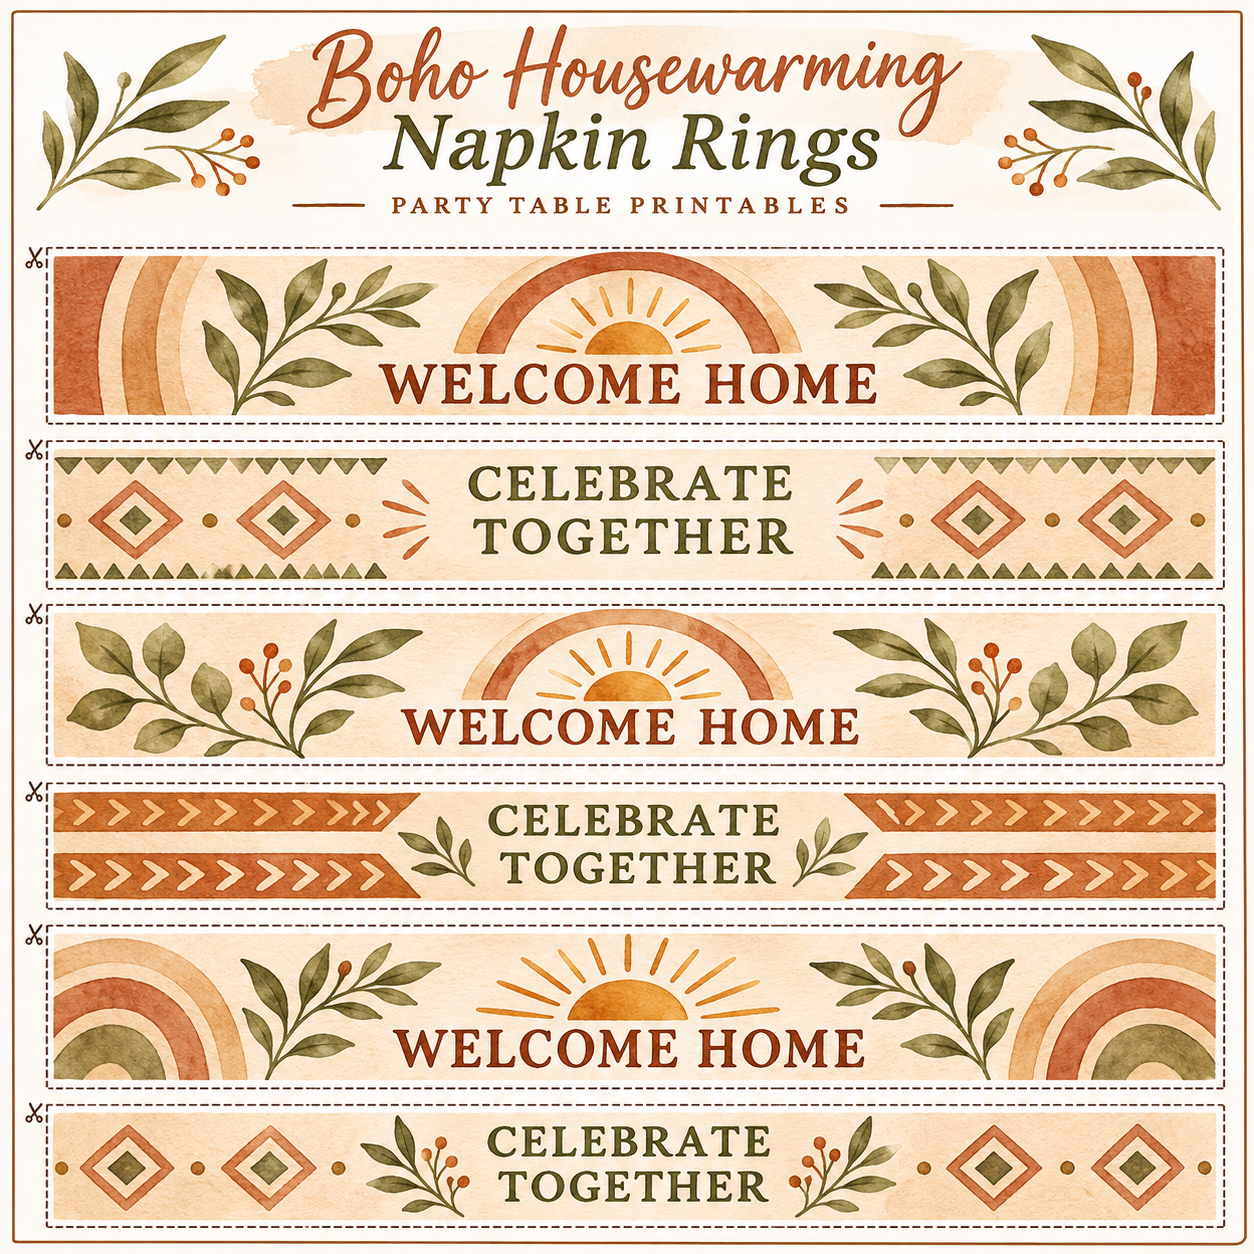 Boho Housewarming
Napkin Rings
PARTY TABLE PRINTABLES
WELCOME HOME
CELEBRATE
TOGETHER
WELCOME HOME
CELEBRATE
TOGETHER
WELCOME HOME
CELEBRATE
TOGETHER